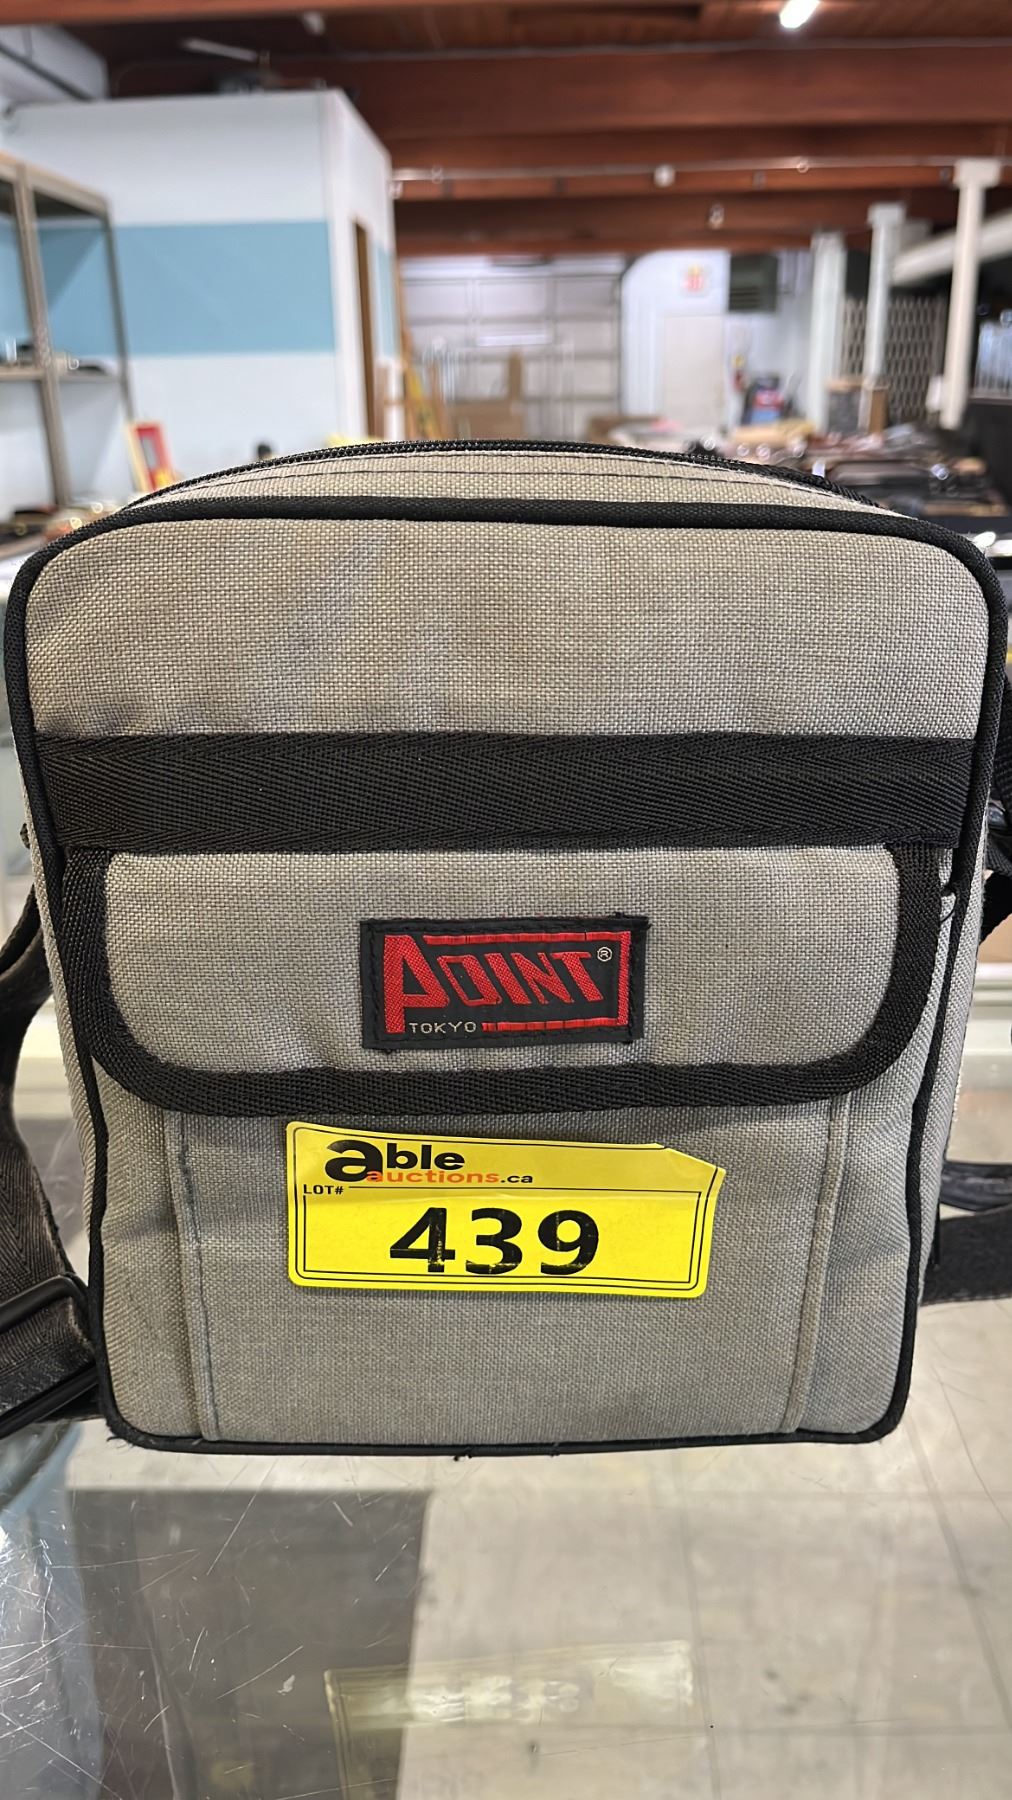 POINT®
TOKYO
able
auctions.ca
LOT#
439